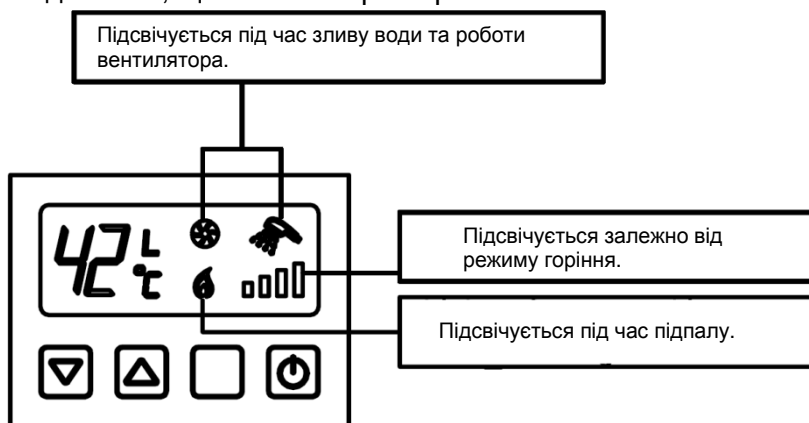 Підсвічується під час зливу води та роботи
вентилятора.
42 L
°C
Підсвічується залежно від
режиму горіння.
Підсвічується під час підпалу.